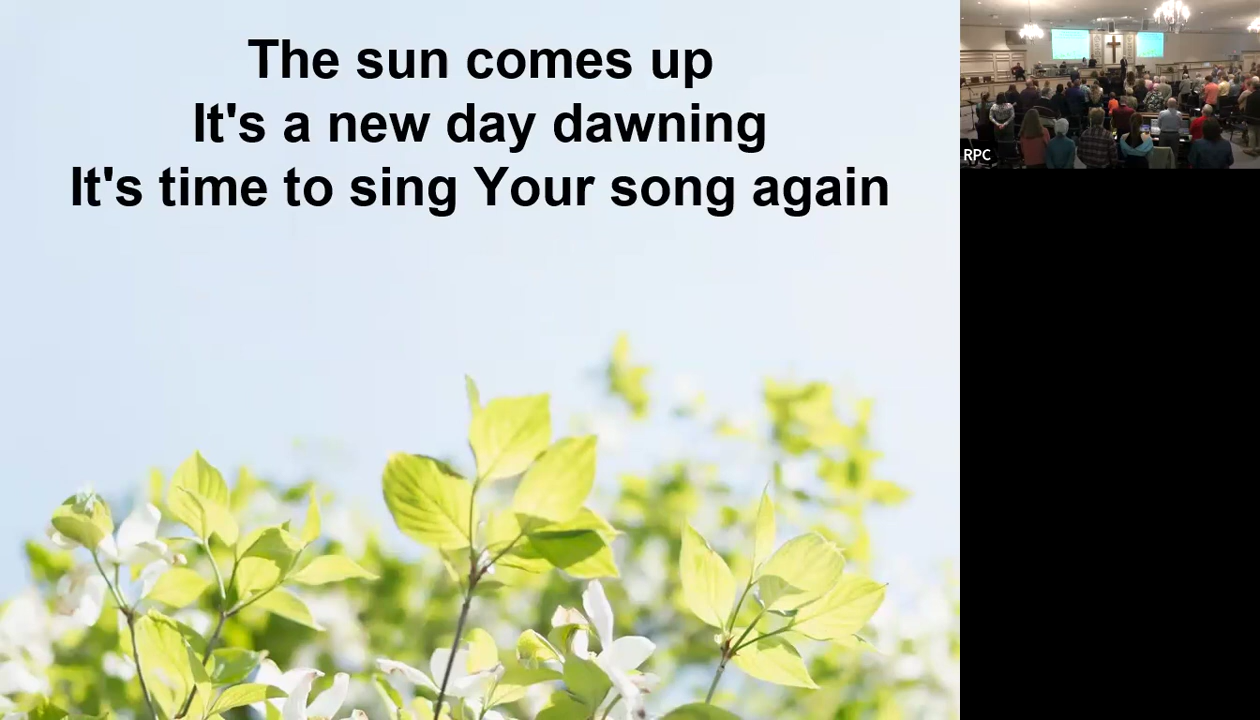 The sun comes up
It's a new day dawning
It's time to sing Your song again
RPC